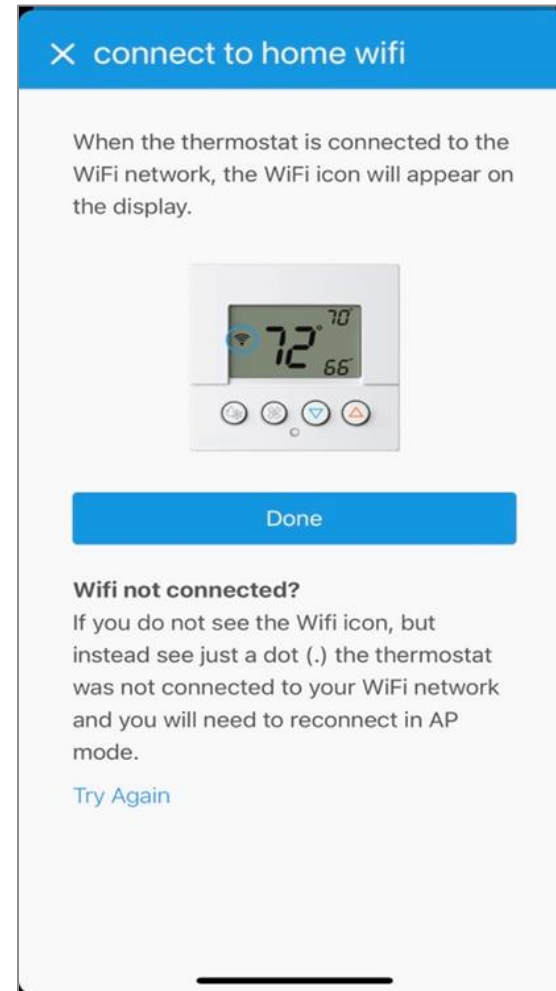 connect to home wifi
When the thermostat is connected to the
WiFi network, the WiFi icon will appear on
the display.
70°
72°
66°
Done
Wifi not connected?
If you do not see the Wifi icon, but
instead see just a dot (.) the thermostat
was not connected to your WiFi network
and you will need to reconnect in AP
mode.
Try Again